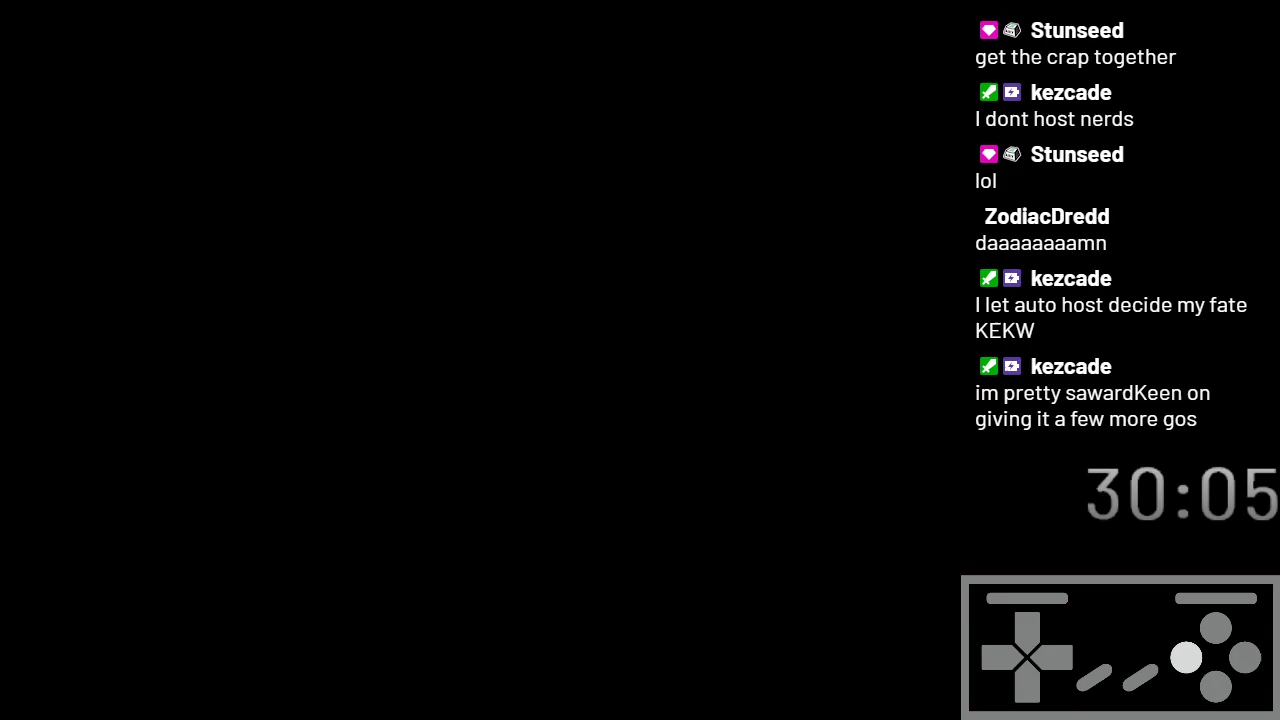 Stunseed
get the crap together
kezcade
I dont host nerds
Stunseed
lol
ZodiacDredd
daaaaaaaamn
kezcade
I let auto host decide my fate
KEKW
kezcade
im pretty sawardKeen on
giving it a few more gos
30:05